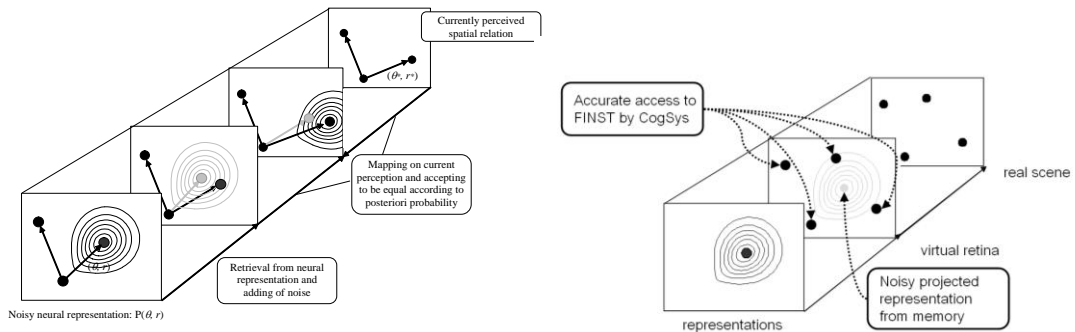 Currently perceived
spatial relation
(θ*, r*)
Mapping on current
perception and accepting
to be equal according to
posteriori probability
(θ, r)
Retrieval from neural
representation and
adding of noise
Noisy neural representation: P(θ, r)
Accurate access to
FINST by CogSys
real scene
virtual retina
Noisy projected
representation
from memory
representations